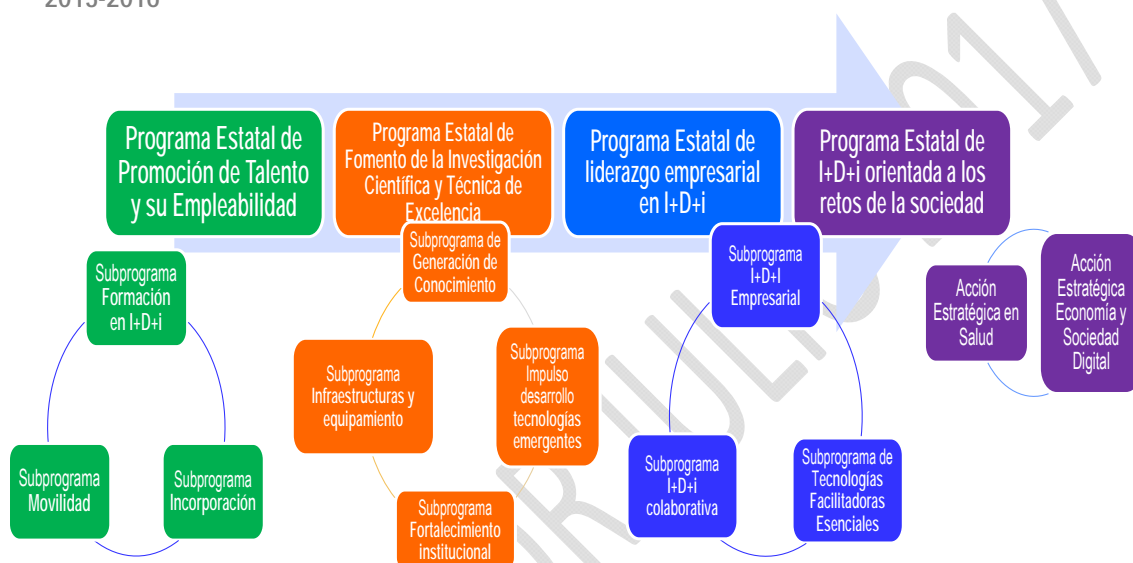 Programa Estatal de
Promoción de Talento
y su Empleabilidad
Programa Estatal de
Fomento de la Investigación
Científica y Técnica de
Excelencia
Programa Estatal de
liderazgo empresarial
en I+D+i
Programa Estatal de
I+D+i orientada a los
retos de la sociedad
Subprograma
Formación
en I+D+i
Subprograma
Movilidad
Subprograma
Incorporación
Subprograma de
Generación de
Conocimiento
Subprograma
Infraestructuras y
equipamiento
Subprograma
Impulso
desarrollo
tecnologías
emergentes
Subprograma
Fortalecimiento
institucional
Subprograma
I+D+I
Empresarial
Subprograma
I+D+i
colaborativa
Subprograma de
Tecnologías
Facilitadoras
Esenciales
Acción
Estratégica en
Salud
Acción
Estratégica
Economía y
Sociedad
Digital